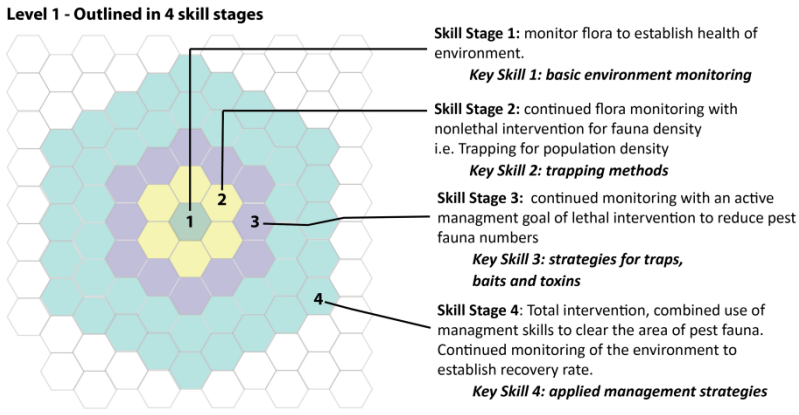 Level 1 - Outlined in 4 skill stages
Skill Stage 1: monitor flora to establish health of
environment.
Key Skill 1: basic environment monitoring
Skill Stage 2: continued flora monitoring with
nonlethal intervention for fauna density
i.e. Trapping for population density
Key Skill 2: trapping methods
Skill Stage 3: continued monitoring with an active
managment goal of lethal intervention to reduce pest
fauna numbers
Key Skill 3: strategies for traps,
baits and toxins
Skill Stage 4: Total intervention, combined use of
managment skills to clear the area of pest fauna.
Continued monitoring of the environment to
establish recovery rate.
Key Skill 4: applied management strategies
2
1
3
4